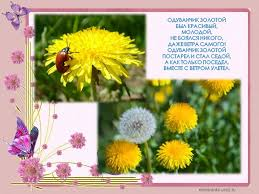 ОДУВАНЧИК ЗОЛОТОЙ
БЫЛ КРАСИВЫЙ,
МОЛОДОЙ,
НЕ БОЯЛСЯ НИКОГО,
ДАЖЕ ВЕТРА САМОГО!
ОДУВАНЧИК ЗОЛОТОЙ
ПОСТАРЕЛ И СТАЛ СЕДОЙ,
А КАК ТОЛЬКО ПОСЕДЕЛ,
ВМЕСТЕ С ВЕТРОМ УЛЕТЕЛ.